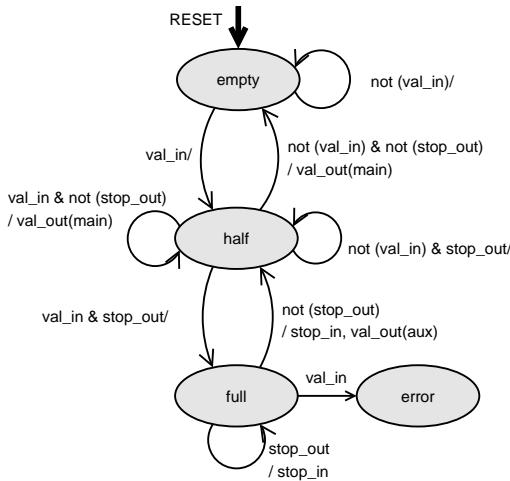 RESET
empty
not (val_in)/
val_in/
not (val_in) & not (stop_out)
/ val_out(main)
val_in & not (stop_out)
/ val_out(main)
half
not (val_in) & stop_out/
val_in & stop_out/
not (stop_out)
/ stop_in, val_out(aux)
full
val_in
error
stop_out
/ stop_in